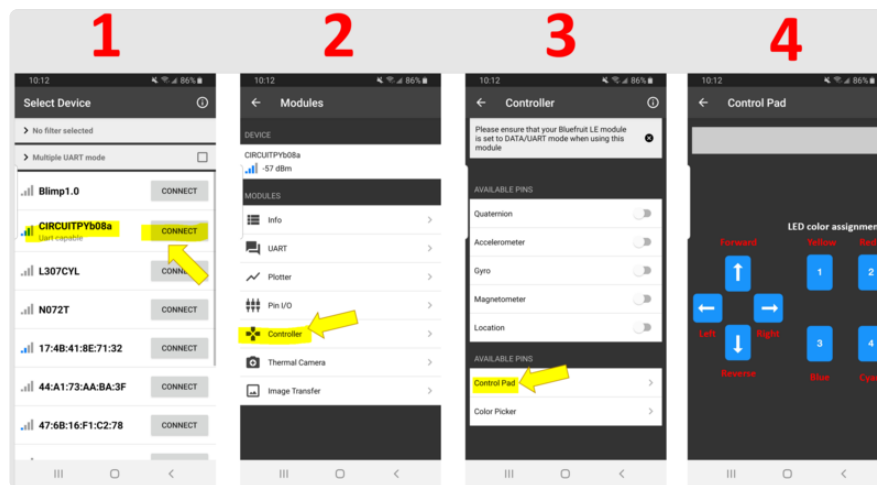 1
2
3
4
10:12
86%
Select Device
No filter selected
Multiple UART mode
Blimp1.0
CONNECT
CIRCUITPYb08a
Uart capable
CONNECT
L307CYL
N072T
CONNECT
17:4B:41:8E:71:32
CONNECT
44:A1:73:AA:BA:3F
CONNECT
47:6B:16:F1:C2:78
CONNECT
10:12
86%
Modules
DEVICE
CIRCUITPYb08a
-57 dBm
MODULES
Info
UART
Plotter
Pin I/O
Controller
Thermal Camera
Image Transfer
10:12
86%
Controller
Please ensure that your Bluefruit LE module
is set to DATA/UART mode when using this
module
AVAILABLE PINS
Quaternion
Accelerometer
Gyro
Magnetometer
Location
AVAILABLE PINS
Control Pad
Color Picker
10:12
86%
Control Pad
LED color assignmen
Forward
Yellow
Red
1
2
Left
Right
3
4
Reverse
Blue
Cya